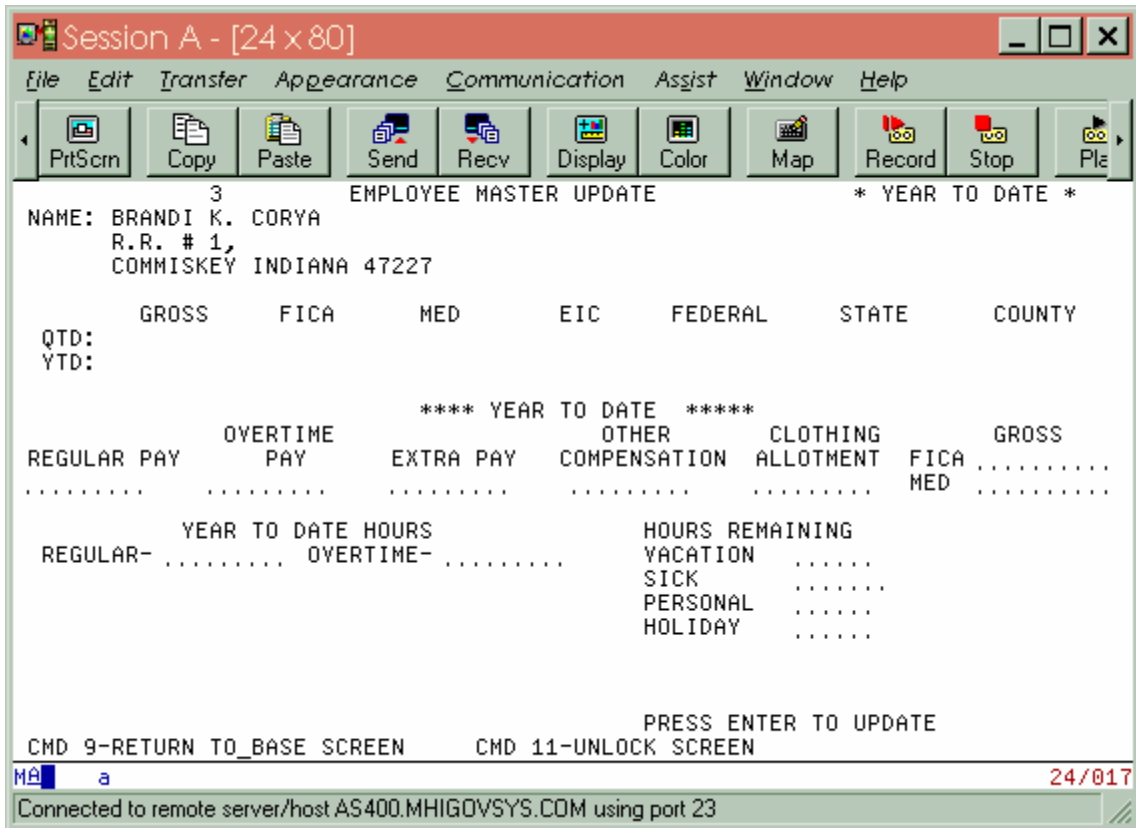 Session A - [24 x 80]
File Edit Transfer Appearance Communication Assist Window Help
PrtScrn Copy Paste Send Recv Display Color Map Record Stop Pla
3 EMPLOYEE MASTER UPDATE * YEAR TO DATE *
NAME: BRANDI K. CORYA
R.R. # 1,
COMMISKEY INDIANA 47227
GROSS FICA MED EIC FEDERAL STATE COUNTY
QTD:
YTD:
**** YEAR TO DATE *****
OVERTIME OTHER CLOTHING GROSS
REGULAR PAY PAY EXTRA PAY COMPENSATION ALLOTMENT FICA ..........
......... ......... ......... ......... ......... MED ..........
YEAR TO DATE HOURS HOURS REMAINING
REGULAR- ......... OVERTIME- ......... VACATION ......
SICK .......
PERSONAL ......
HOLIDAY ......
PRESS ENTER TO UPDATE
CMD 9-RETURN TO_BASE SCREEN CMD 11-UNLOCK SCREEN
MA a 24/017
Connected to remote server/host AS400.MHIGOVSYS.COM using port 23